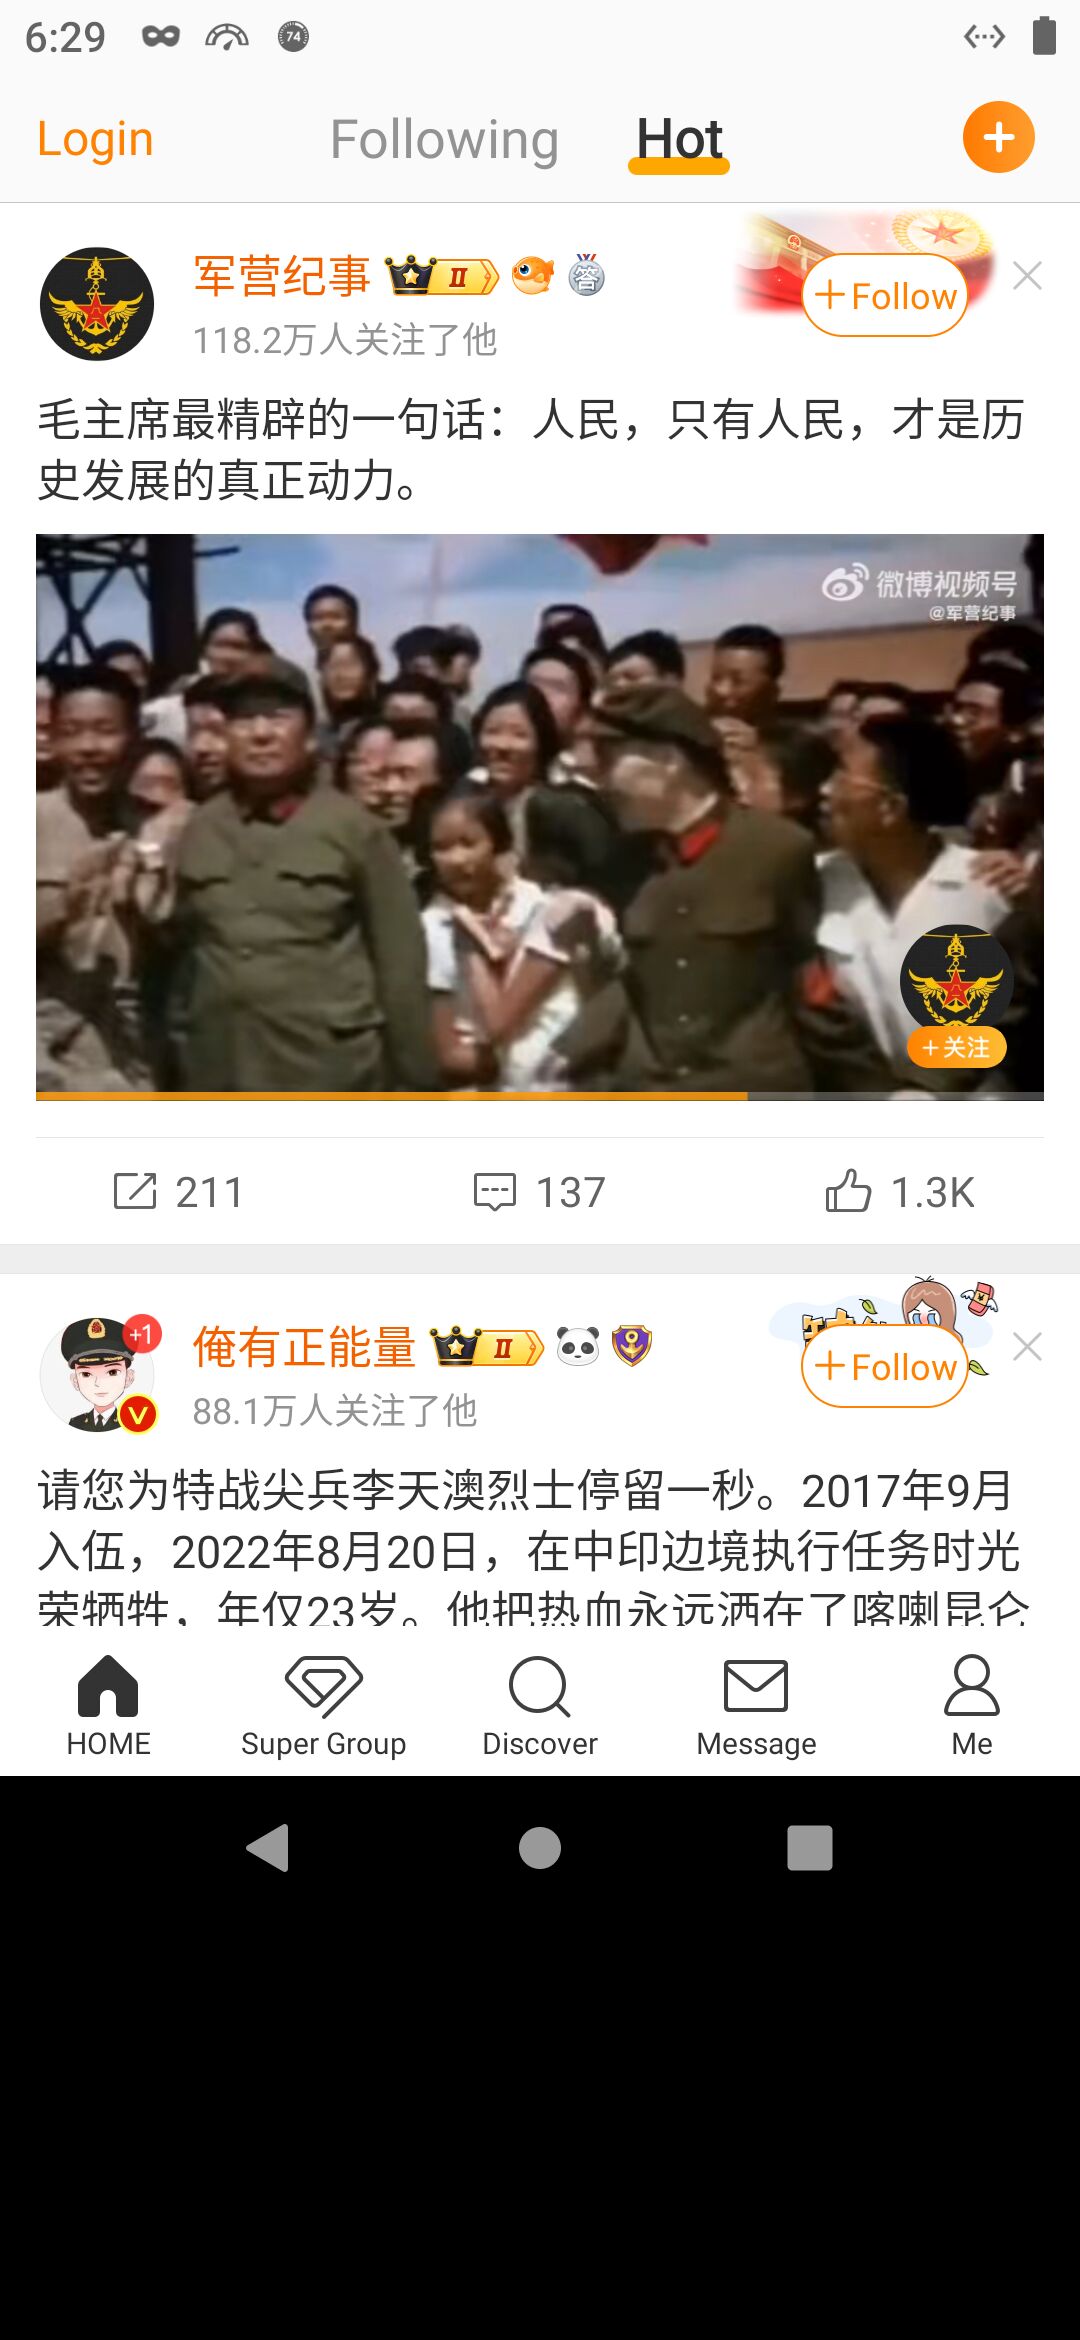 6:29
74
Login
Following
Hot
军营纪事
II
答
+Follow
118.2万人关注了他
毛主席最精辟的一句话：人民，只有人民，才是历
史发展的真正动力。
微博视频号
@军营纪事
+关注
211
137
1.3K
+1
V
俺有正能量
II
+Follow
88.1万人关注了他
请您为特战尖兵李天澳烈士停留一秒。2017年9月
入伍，2022年8月20日，在中印边境执行任务时光
荣牺牲，年仅23岁。他把热血永远洒在了喀喇昆仑
HOME
Super Group
Discover
Message
Me